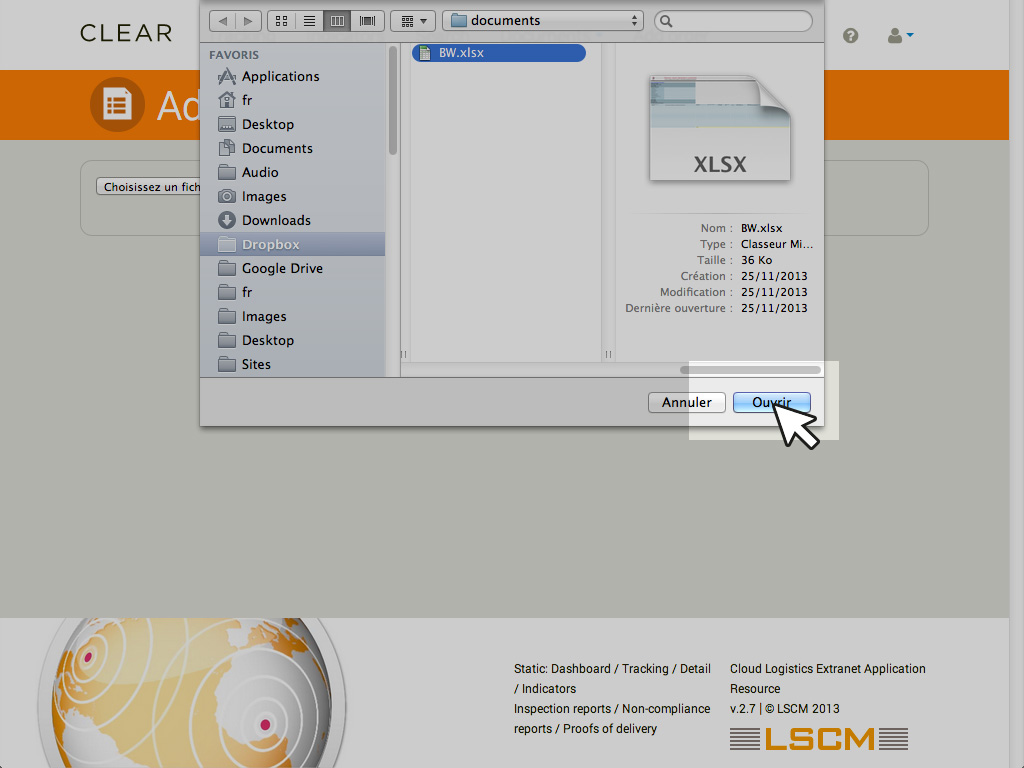 CLEAR
documents
Ad
Choisissez un fich
FAVORIS
Applications
fr
Desktop
Documents
Audio
Images
Downloads
Dropbox
Google Drive
fr
Images
Desktop
Sites
BW.xlsx
XLSX
Nom : BW.xlsx
Type : Classeur Mi...
Taille : 36 Ko
Création : 25/11/2013
Modification : 25/11/2013
Dernière ouverture : 25/11/2013
Annuler
Ouvrir
Static: Dashboard / Tracking / Detail
/ Indicators
Inspection reports / Non-compliance
reports / Proofs of delivery
Cloud Logistics Extranet Application
Resource
v.2.7 | © LSCM 2013
LSCM